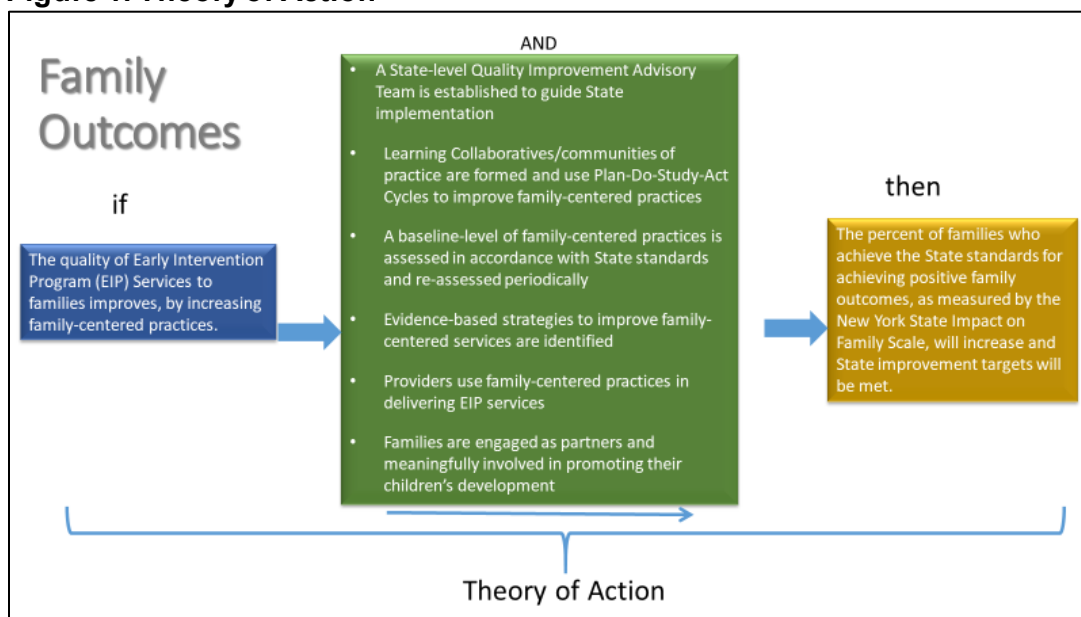 Figure 1. Theory of Action
Family
Outcomes
if
The quality of Early Intervention
Program (EIP) Services to
families improves, by increasing
family-centered practices.
AND
• A State-level Quality Improvement Advisory
Team is established to guide State
implementation
• Learning Collaboratives/communities of
practice are formed and use Plan-Do-Study-Act
Cycles to improve family-centered practices
• A baseline-level of family-centered practices is
assessed in accordance with State standards
and re-assessed periodically
• Evidence-based strategies to improve family-
centered services are identified
• Providers use family-centered practices in
delivering EIP services
• Families are engaged as partners and
meaningfully involved in promoting their
children's development
then
The percent of families who
achieve the State standards for
achieving positive family
outcomes, as measured by the
New York State Impact on
Family Scale, will increase and
State improvement targets will
be met.
Theory of Action